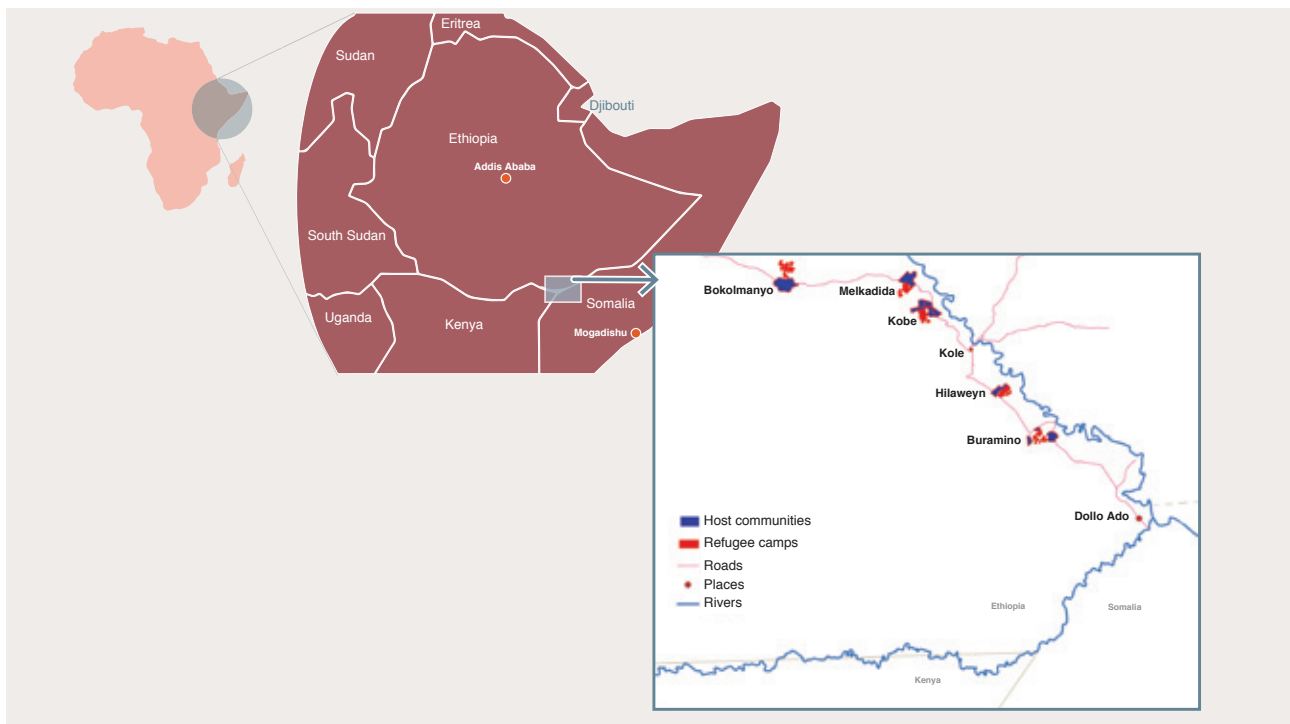 Eritrea
Sudan
Djibouti
Ethiopia
Addis Ababa
South Sudan
Somalia
Uganda
Kenya
Mogadishu
Bokolmanyo
Melkadida
Kobe
Kole
Hilaweyn
Buramino
Dollo Ado
Host communities
Refugee camps
Roads
Places
Rivers
Ethiopia
Somalia
Kenya